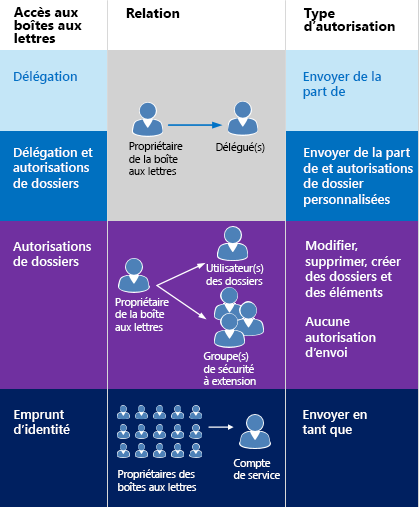 Accès aux
boîtes aux
lettres
Relation
Type
d'autorisation
Délégation
Envoyer de la
part de
Propriétaire
de la boîte
aux lettres
Délégué(s)
Délégation et
autorisations
de dossiers
Envoyer de la part
de et autorisations
de dossier
personnalisées
Autorisations
de dossiers
Propriétaire
de la boîte
aux lettres
Utilisateur(s)
des dossiers
Groupe(s)
de sécurité
à extension
Modifier,
supprimer, créer
des dossiers et
des éléments
Aucune
autorisation
d'envoi
Emprunt
d'identité
Propriétaires des
boîtes aux lettres
Compte
de service
Envoyer en
tant que